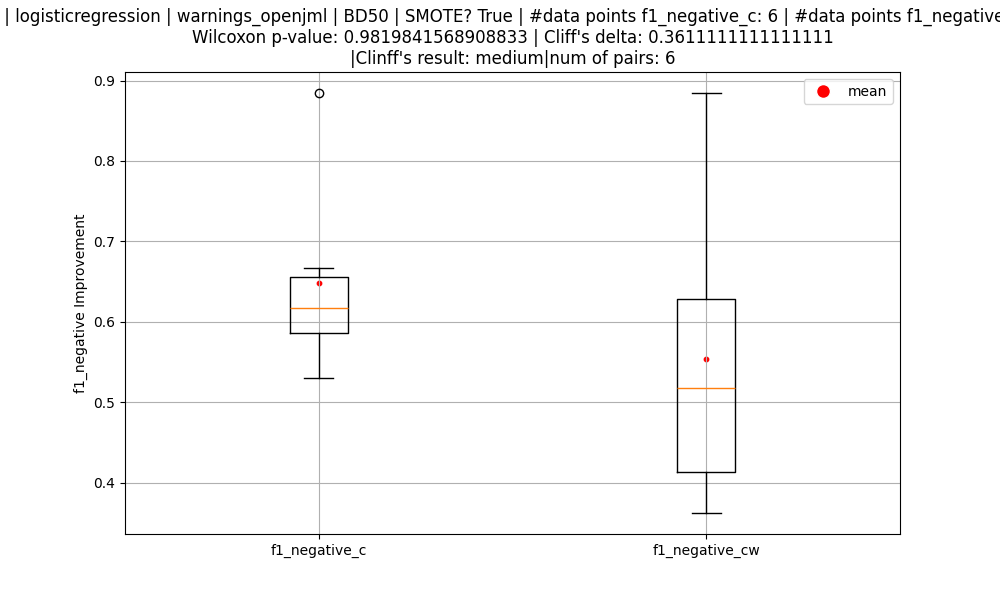 | logisticregression | warnings_openjml | BD50 | SMOTE? True | #data points f1_negative_c: 6 | #data points f1_negative
Wilcoxon p-value: 0.9819841568908833 | Cliff's delta: 0.3611111111111111
|Clinff's result: medium|num of pairs: 6
0.9
mean
0.8
0.7
0.6
0.5
0.4
f1_negative Improvement
f1_negative_c
f1_negative_cw